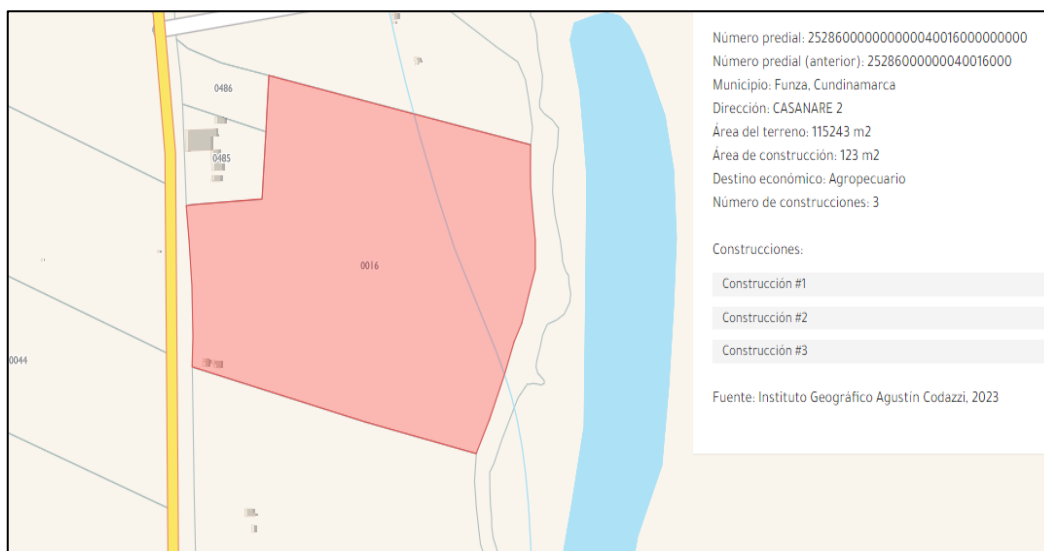 0486
0485
0016
0044
Número predial: 252860000000000040016000000000
Número predial (anterior): 25286000000040016000
Municipio: Funza, Cundinamarca
Dirección: CASANARE 2
Área del terreno: 115243 m2
Área de construcción: 123 m2
Destino económico: Agropecuario
Número de construcciones: 3
Construcciones:
Construcción #1
Construcción #2
Construcción #3
Fuente: Instituto Geográfico Agustín Codazzi, 2023